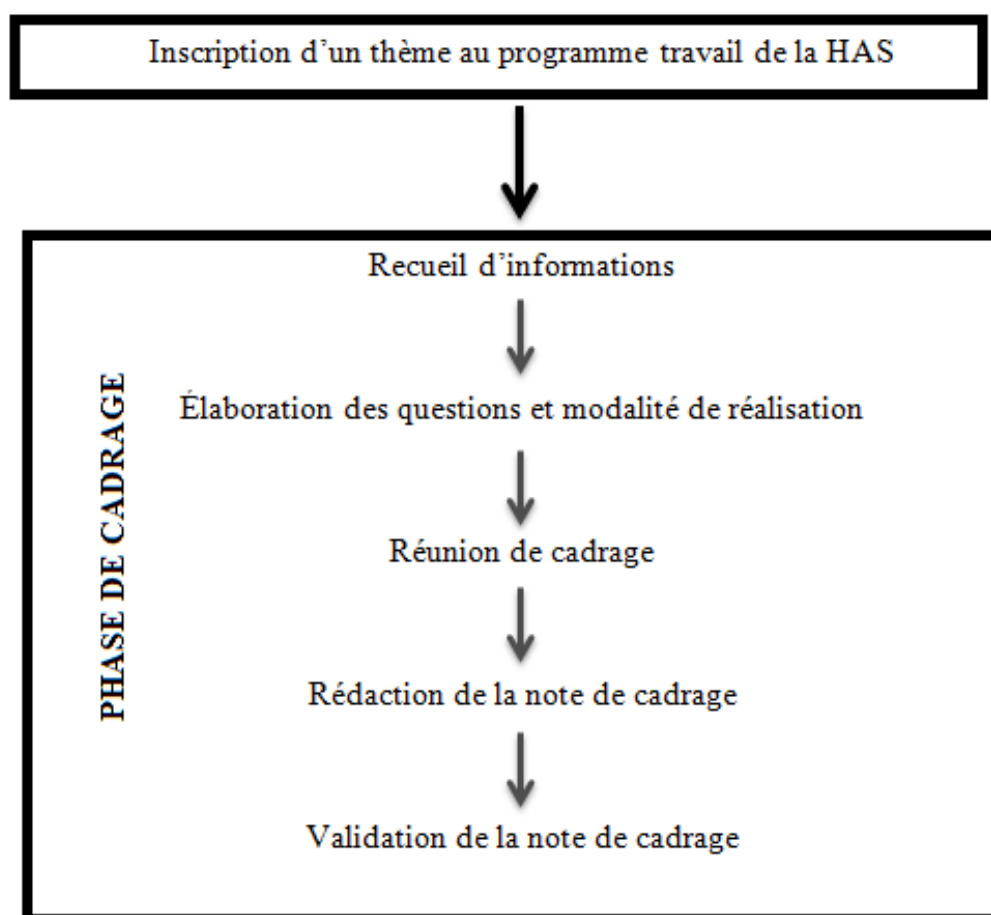 Inscription d’un thème au programme travail de la HAS
PHASE DE CADRAGE
Recueil d’informations
Élaboration des questions et modalité de réalisation
Réunion de cadrage
Rédaction de la note de cadrage
Validation de la note de cadrage